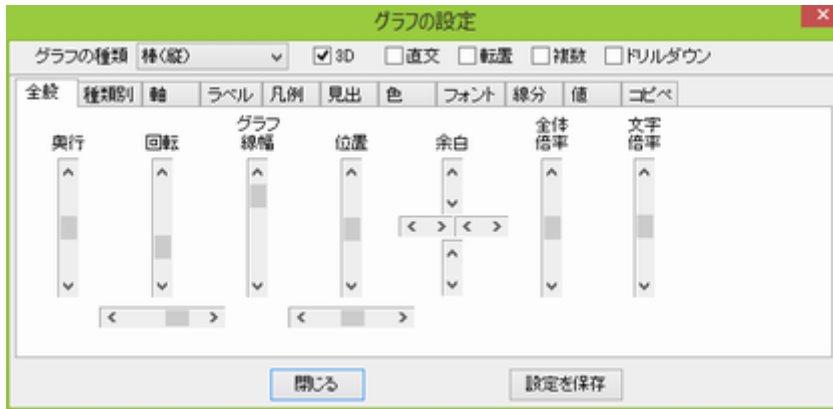 グラフの設定
グラフの種類 棒(縦) 3D 直交 転置 複数 ドリルダウン
全般 種類別 軸 ラベル 凡例 見出 色 フォント 線分 値 コピペ
奥行 回転 グラフ線幅 位置 余白 全体倍率 文字倍率
閉じる 設定を保存